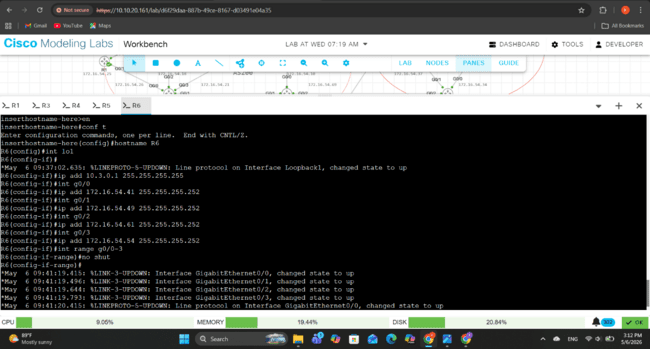 Not secure https://10.10.20.161/lab/d6f29daa-887b-49ce-8167-d03491e04a35
Gmail YouTube Maps All Bookmarks
Cisco Modeling Labs Workbench LAB AT WED 07:19 AM DASHBOARD TOOLS DEVELOPER
LAB NODES PANES GUIDE
R1 R3 R4 R5 R6
inserthostname-here>en
inserthostname-here#conf t
Enter configuration commands, one per line. End with CNTL/Z.
inserthostname-here(config)#hostname R6
R6(config)#int lo1
R6(config-if)#
*May 6 09:37:02.635: %LINEPROTO-5-UPDOWN: Line protocol on Interface Loopback1, changed state to up
R6(config-if)#ip add 10.3.0.1 255.255.255.255
R6(config-if)#int g0/0
R6(config-if)#ip add 172.16.54.41 255.255.255.252
R6(config-if)#int g0/1
R6(config-if)#ip add 172.16.54.49 255.255.255.252
R6(config-if)#int g0/2
R6(config-if)#ip add 172.16.54.61 255.255.255.252
R6(config-if)#int g0/3
R6(config-if)#ip add 172.16.54.54 255.255.255.252
R6(config-if)#int range g0/0-3
R6(config-if-range)#no shut
R6(config-if-range)#
*May 6 09:41:19.415: %LINK-3-UPDOWN: Interface GigabitEthernet0/0, changed state to up
*May 6 09:41:19.496: %LINK-3-UPDOWN: Interface GigabitEthernet0/1, changed state to up
*May 6 09:41:19.644: %LINK-3-UPDOWN: Interface GigabitEthernet0/2, changed state to up
*May 6 09:41:19.793: %LINK-3-UPDOWN: Interface GigabitEthernet0/3, changed state to up
*May 6 09:41:20.415: %LINEPROTO-5-UPDOWN: Line protocol on Interface GigabitEthernet0/0, changed state to up
CPU 9.05% MEMORY 19.44% DISK 20.84% OK
89°F
Mostly sunny
Search
ENG
3:12 PM
5/6/2026